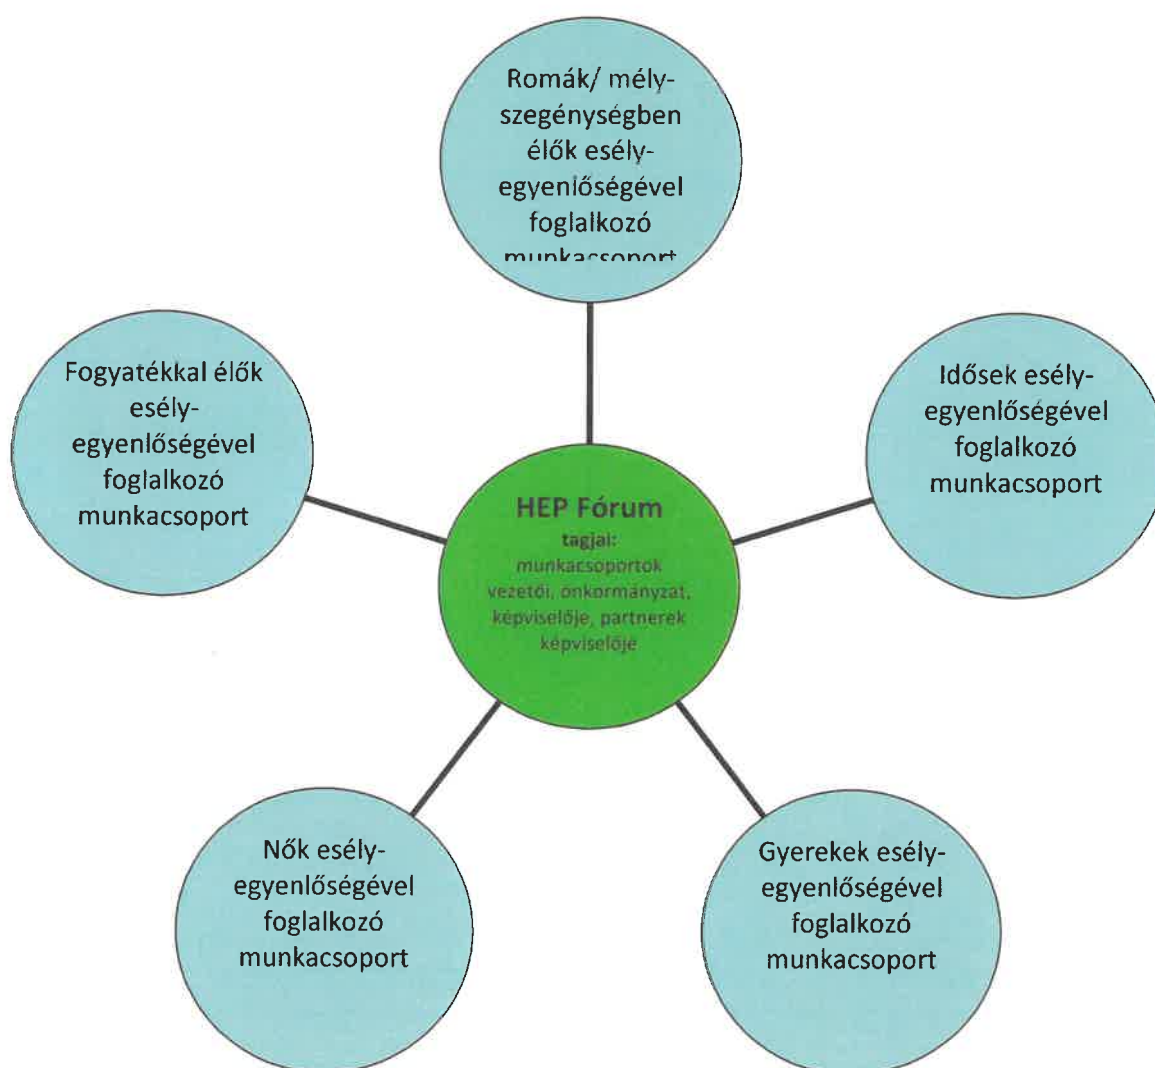 Romák/ mély-
szegénységben
élők esély-
egyenlőségével
foglalkozó
munkacsoport
Fogyatékkal élők
esély-
egyenlőségével
foglalkozó
munkacsoport
Idősek esély-
egyenlőségével
foglalkozó
munkacsoport
HEP Fórum
tagjai:
munkacsoportok
vezetői, önkormányzat,
képviselője, partnerek
képviselője
Nők esély-
egyenlőségével
foglalkozó
munkacsoport
Gyerekek esély-
egyenlőségével
foglalkozó
munkacsoport